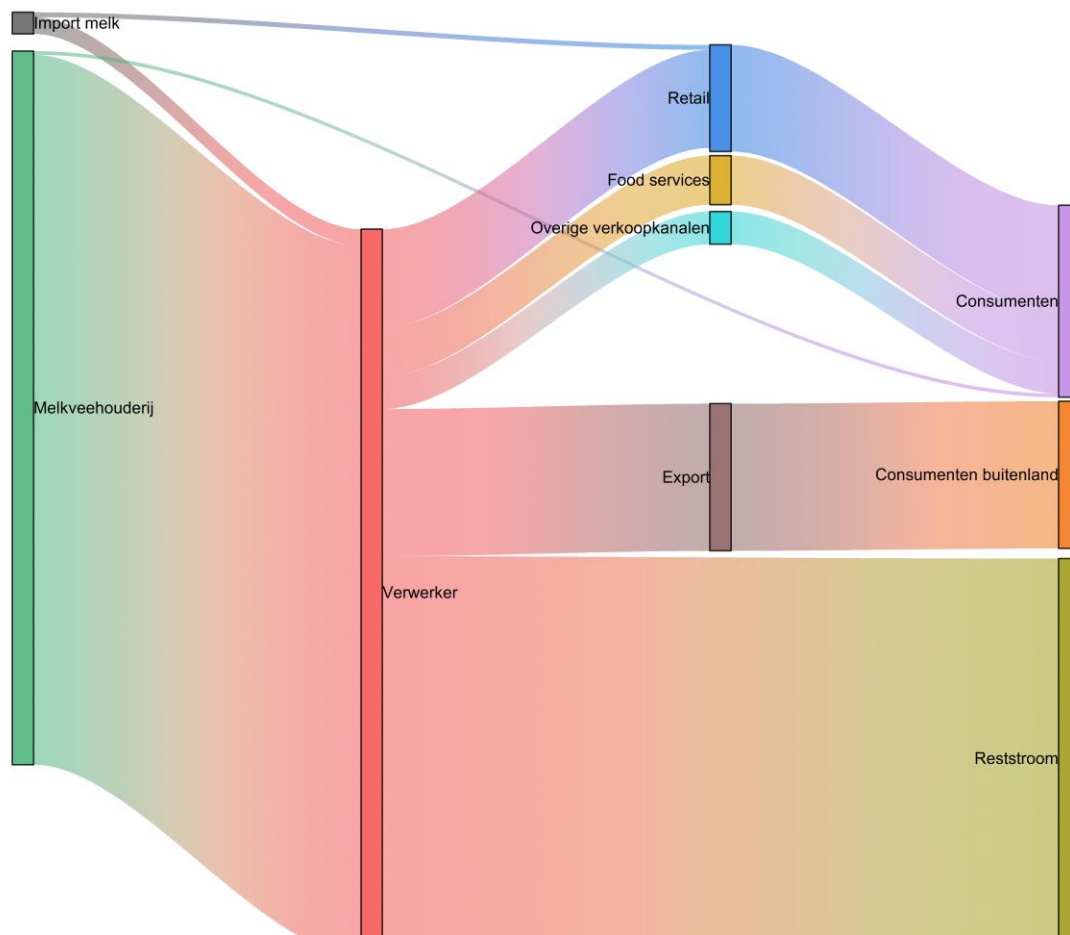 Import melk
Retail
Food services
Overige verkoopkanalen
Consumenten
Melkveehouderij
Export
Consumenten buitenland
Verwerker
Reststroom